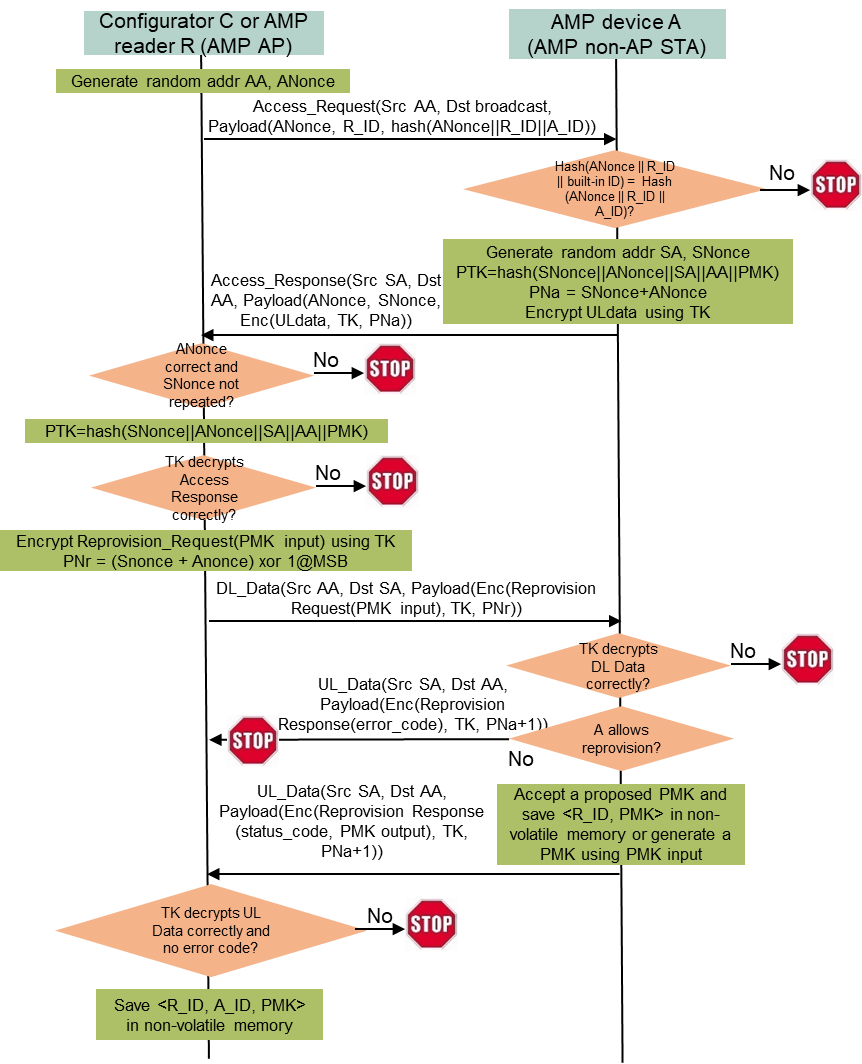 Configurator C or AMP
reader R (AMP AP)
AMP device A
(AMP non-AP STA)
Generate random addr AA, ANonce
Access_Request(Src AA, Dst broadcast,
Payload(ANonce, R_ID, hash(ANonce||R_ID||A_ID))
Hash(ANonce || R_ID
|| built-in ID) = Hash
(ANonce || R_ID ||
A_ID)?
No
STOP
Generate random addr SA, SNonce
PTK=hash(SNonce||ANonce||SA||AA||PMK)
PNa = SNonce+ANonce
Encrypt ULdata using TK
Access_Response(Src SA, Dst
AA, Payload(ANonce, SNonce,
Enc(ULdata, TK, PNa))
ANonce
correct and
SNonce not
repeated?
No
STOP
PTK=hash(SNonce||ANonce||SA||AA||PMK)
TK decrypts
Access
Response
correctly?
No
STOP
Encrypt Reprovision_Request(PMK input) using TK
PNr = (Snonce + Anonce) xor 1@MSB
DL_Data(Src AA, Dst SA, Payload(Enc(Reprovision
Request(PMK input), TK, PNr))
TK decrypts
DL Data
correctly?
No
STOP
UL_Data(Src SA, Dst AA,
Payload(Enc(Reprovision
Response(error_code), TK, PNa+1))
STOP
A allows
reprovision?
No
UL_Data(Src SA, Dst AA,
Payload(Enc(Reprovision Response
(status_code, PMK output), TK,
PNa+1))
Accept a proposed PMK and
save <R_ID, PMK> in non-
volatile memory or generate a
PMK using PMK input
TK decrypts UL
Data correctly and
no error code?
No
STOP
Save <R_ID, A_ID, PMK>
in non-volatile memory